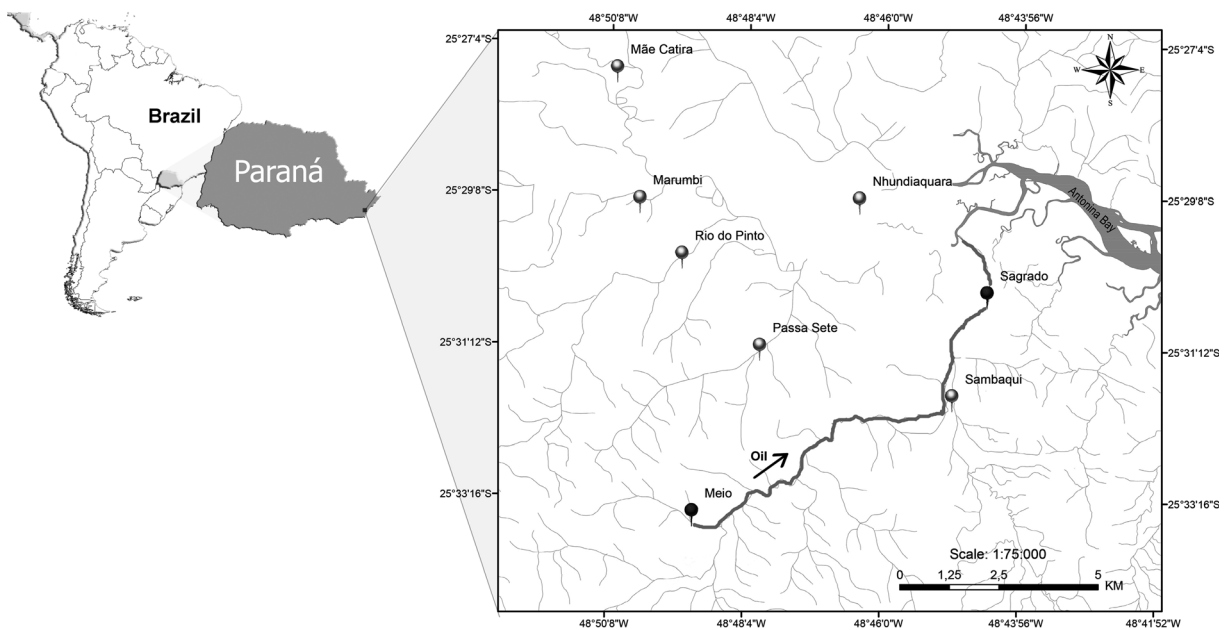 48°50'8"W
48°48'4"W
48°46'0"W
48°43'56"W
25°27'4"S
25°27'4"S
Mãe Catira
N
W
E
S
Brazil
Paraná
Marumbi
Nhundiaquara
25°29'8"S
25°29'8"S
Antonina Bay
Rio do Pinto
Sagrado
Passa Sete
25°31'12"S
25°31'12"S
Sambaqui
Oil
Meio
25°33'16"S
25°33'16"S
Scale: 1:75:000
0 1,25 2,5 5 KM
48°50'8"W
48°48'4"W
48°46'0"W
48°43'56"W
48°41'52"W